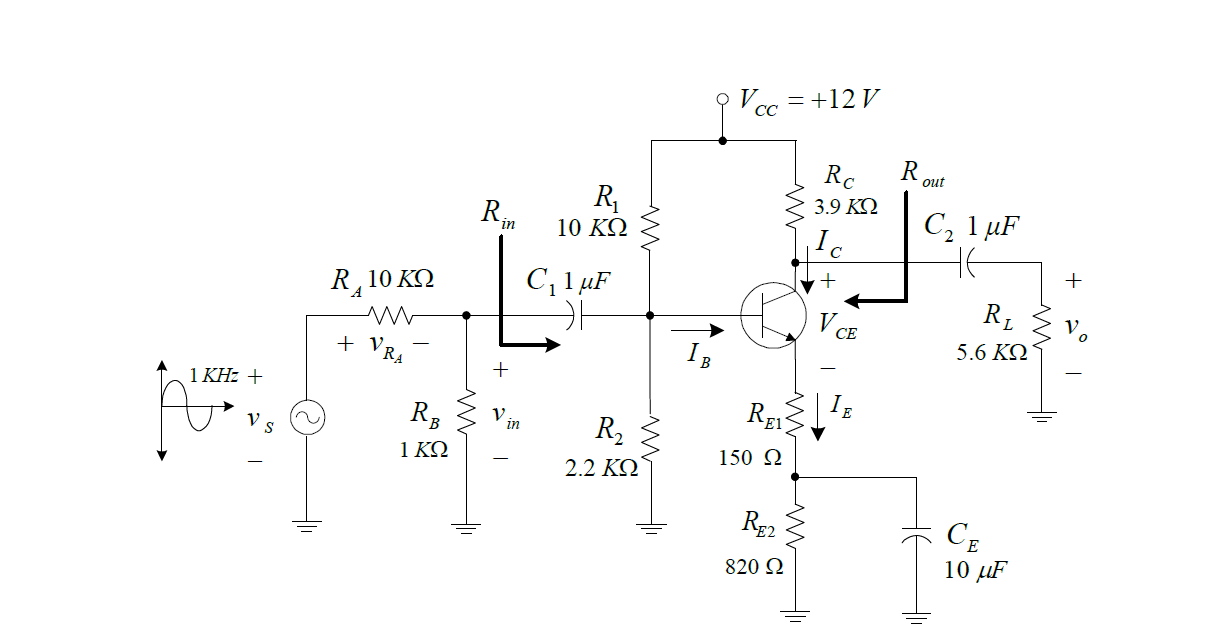 V_CC = +12 V
R_C
3.9 KΩ
R_out
R_1
10 KΩ
R_in
C_2 1 μF
I_C
R_A 10 KΩ
C_1 1 μF
+
+
R_L
5.6 KΩ
v_o
V_CE
+ v_RA −
I_B
−
−
1 KHz +
v_S
−
+
v_in
−
R_B
1 KΩ
R_2
2.2 KΩ
R_E1
150 Ω
I_E
R_E2
820 Ω
C_E
10 μF